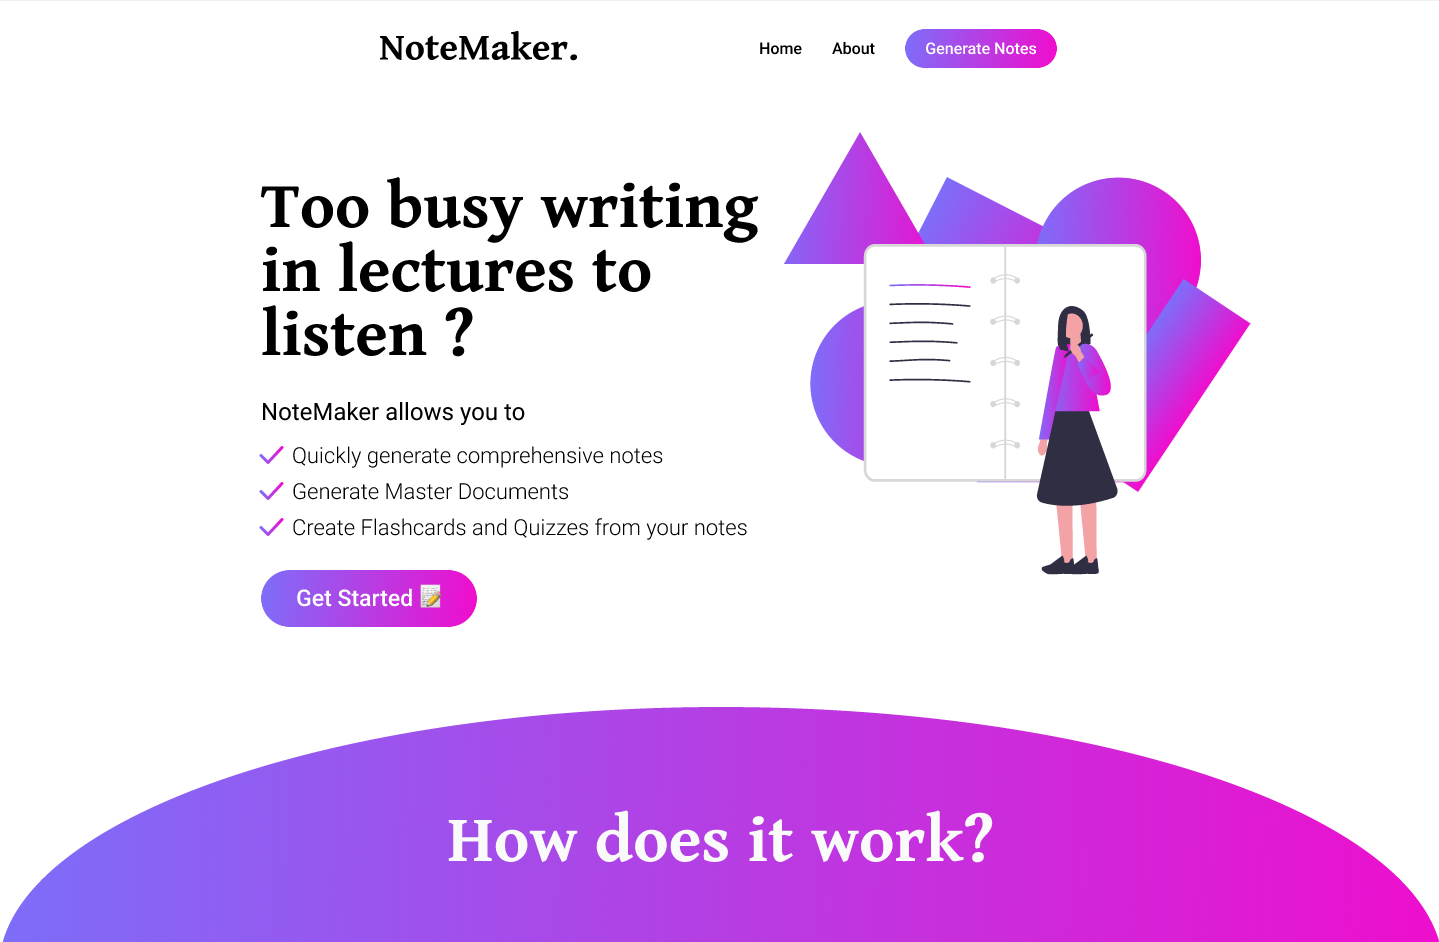 NoteMaker.
Home
About
Generate Notes
Too busy writing
in lectures to
listen ?
NoteMaker allows you to
Quickly generate comprehensive notes
Generate Master Documents
Create Flashcards and Quizzes from your notes
Get Started 📝
How does it work?